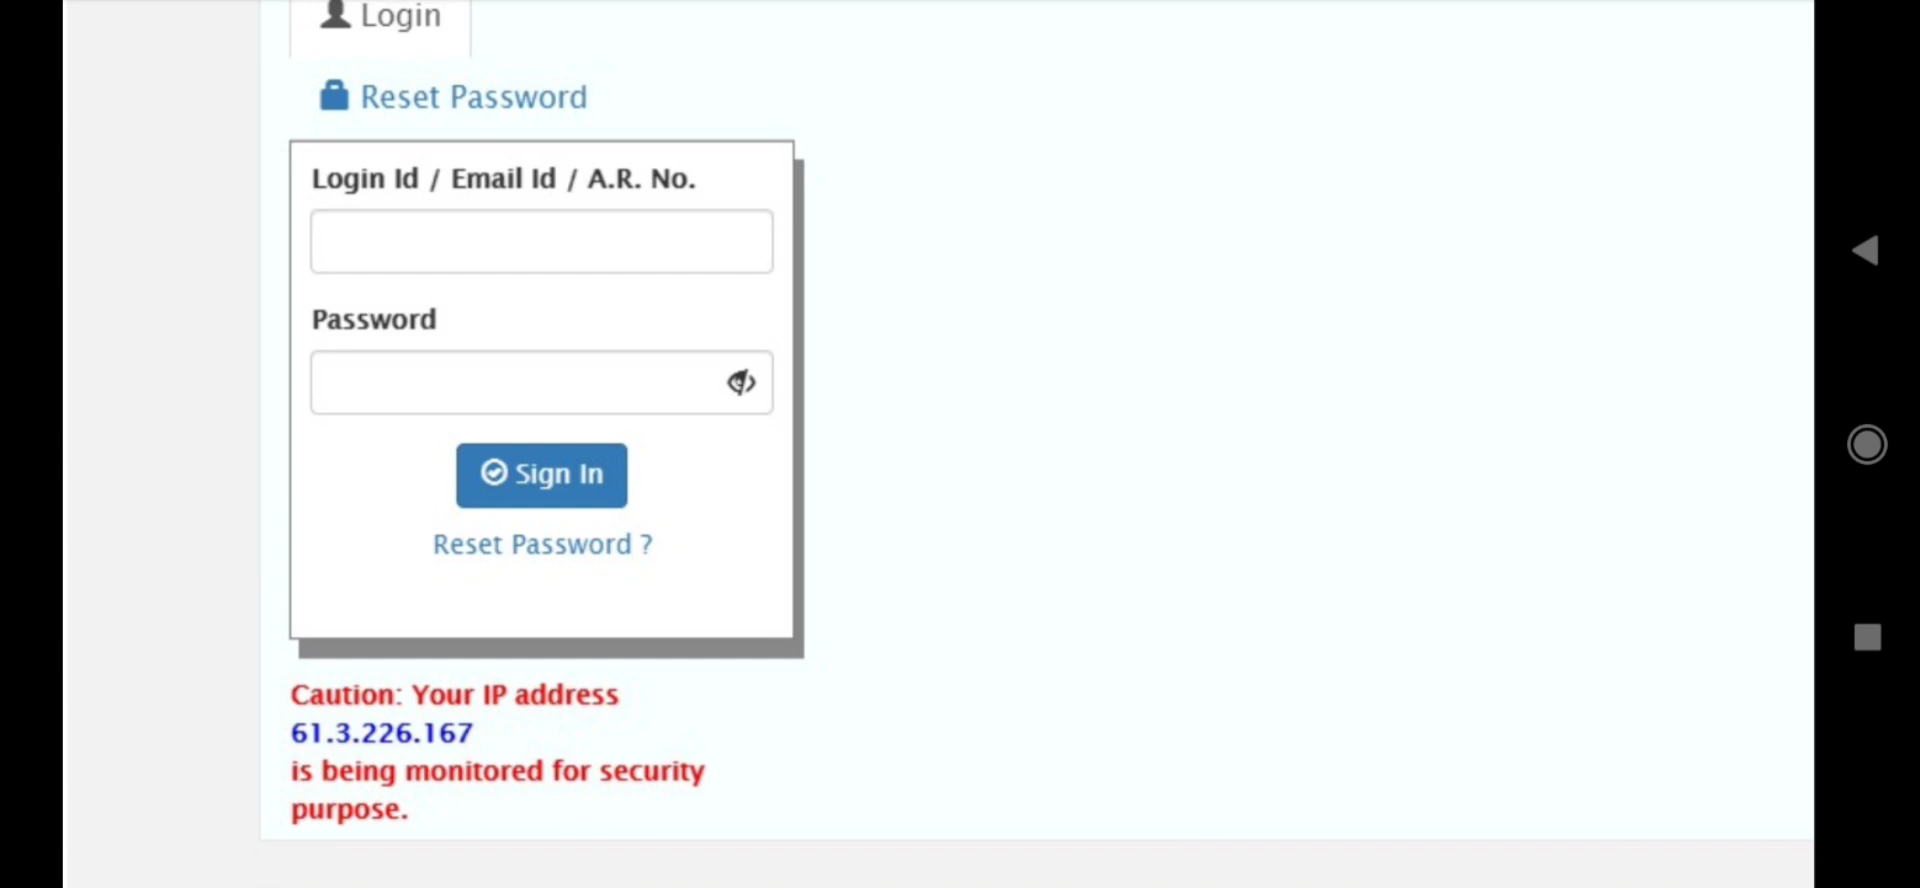 Login
Reset Password
Login Id / Email Id / A.R. No.
Password
Sign In
Reset Password ?
Caution: Your IP address
61.3.226.167
is being monitored for security
purpose.